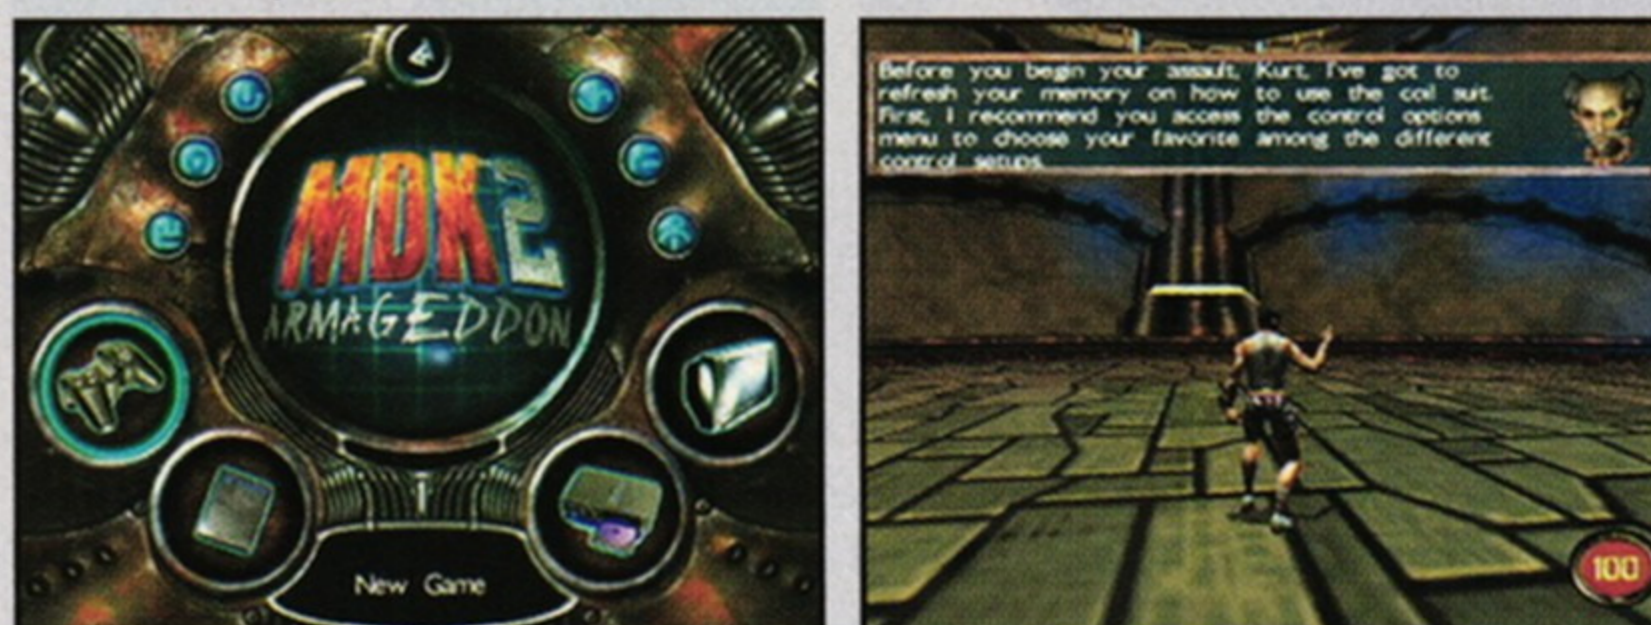 MDK2
ARMAGEDDON
New Game
Before you begin your assault, Kurt, I've got to
refresh your memory on how to use the coil suit.
First, I recommend you access the control options
menu to choose your favorite among the different
control setups.
100